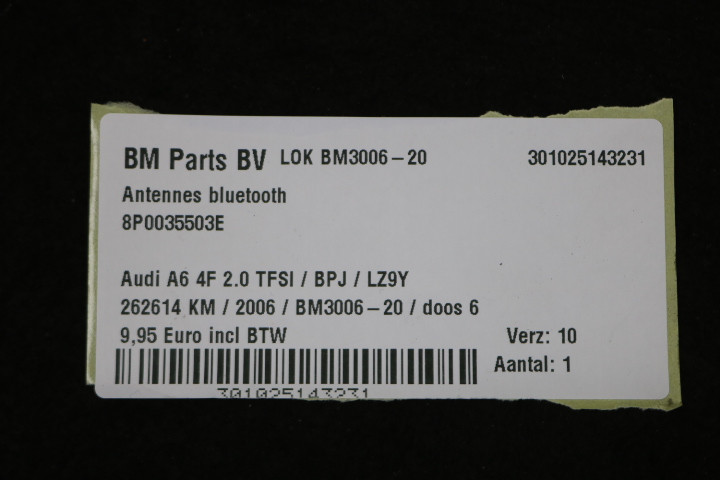 BM Parts BV LOK BM3006-20 301025143231
Antennes bluetooth
8P0035503E
Audi A6 4F 2.0 TFSI / BPJ / LZ9Y
262614 KM / 2006 / BM3006-20 / doos 6
9,95 Euro incl BTW Verz: 10
Aantal: 1
301025143231